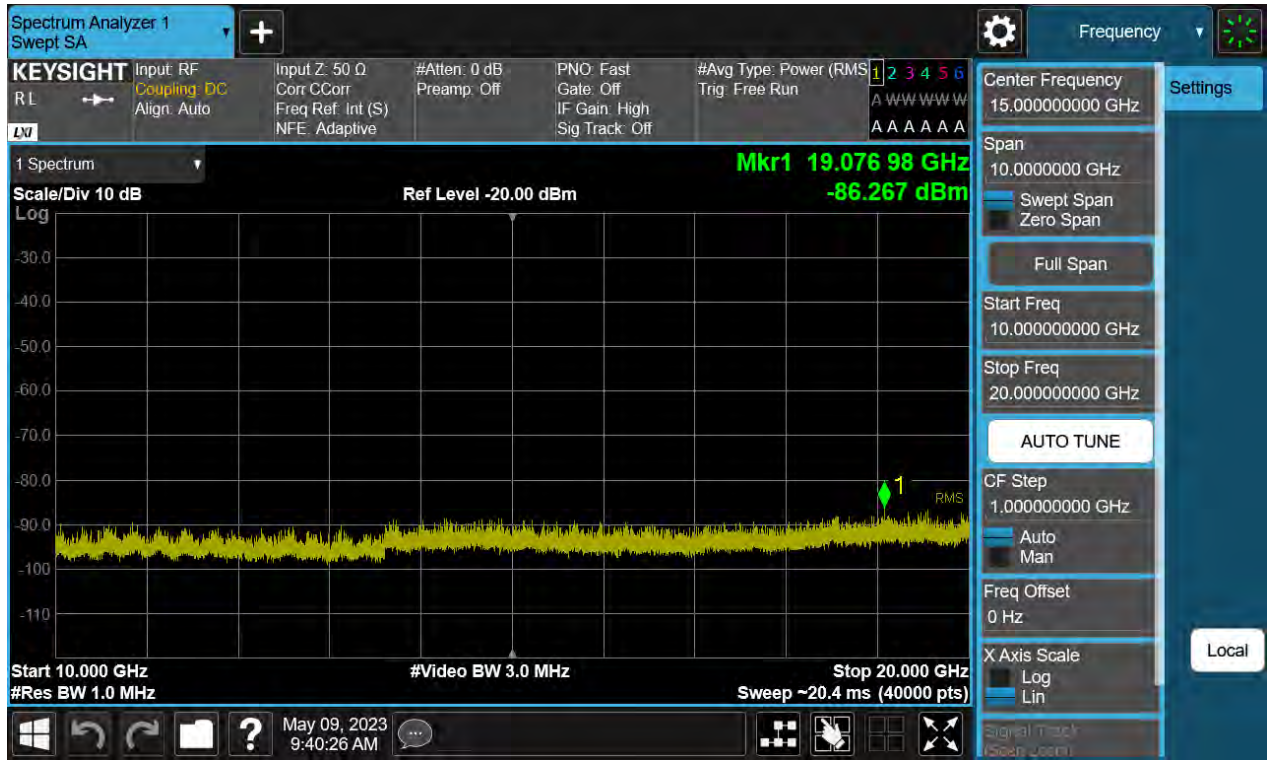 Spectrum Analyzer 1
Swept SA
+
Frequency
KEYSIGHT
RL
LXI
Input: RF
Coupling: DC
Align: Auto
Input Z: 50 Ω
Corr CCorr
Freq Ref: Int (S)
NFE: Adaptive
#Atten: 0 dB
Preamp: Off
PNO: Fast
Gate: Off
IF Gain: High
Sig Track: Off
#Avg Type: Power (RMS
Trig: Free Run
1 2 3 4 5 6
A W W W W W
A A A A A A
1 Spectrum
Scale/Div 10 dB
Ref Level -20.00 dBm
Mkr1 19.076 98 GHz
-86.267 dBm
Log
-30.0
-40.0
-50.0
-60.0
-70.0
-80.0
-90.0
-100
-110
1
RMS
Start 10.000 GHz
#Video BW 3.0 MHz
Stop 20.000 GHz
#Res BW 1.0 MHz
Sweep ~20.4 ms (40000 pts)
Center Frequency
15.000000000 GHz
Settings
Span
10.0000000 GHz
Swept Span
Zero Span
Full Span
Start Freq
10.000000000 GHz
Stop Freq
20.000000000 GHz
AUTO TUNE
CF Step
1.000000000 GHz
Auto
Man
Freq Offset
0 Hz
X Axis Scale
Log
Lin
Local
Signal Track
(Span Zoom)
?
May 09, 2023
9:40:26 AM